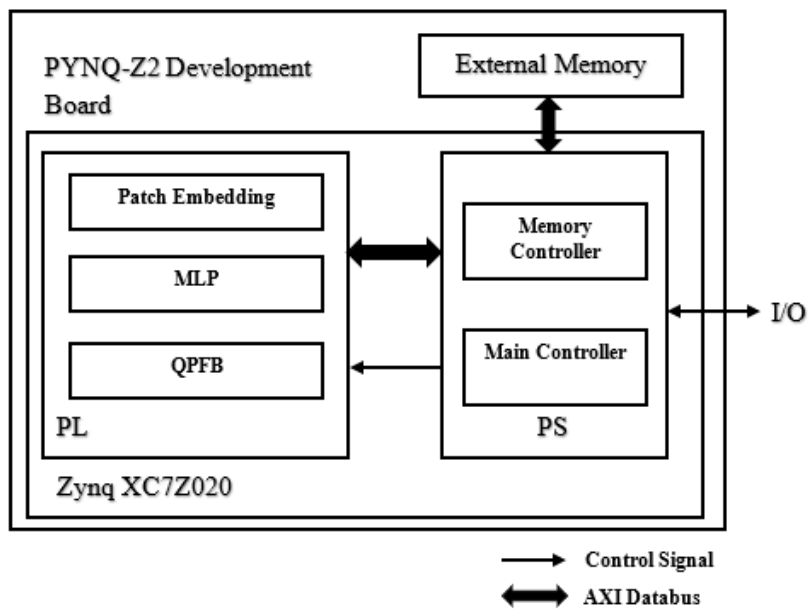 PYNQ-Z2 Development
Board
External Memory
Patch Embedding
MLP
QPFB
PL
Memory
Controller
Main Controller
PS
I/O
Zynq XC7Z020
Control Signal
AXI Databus